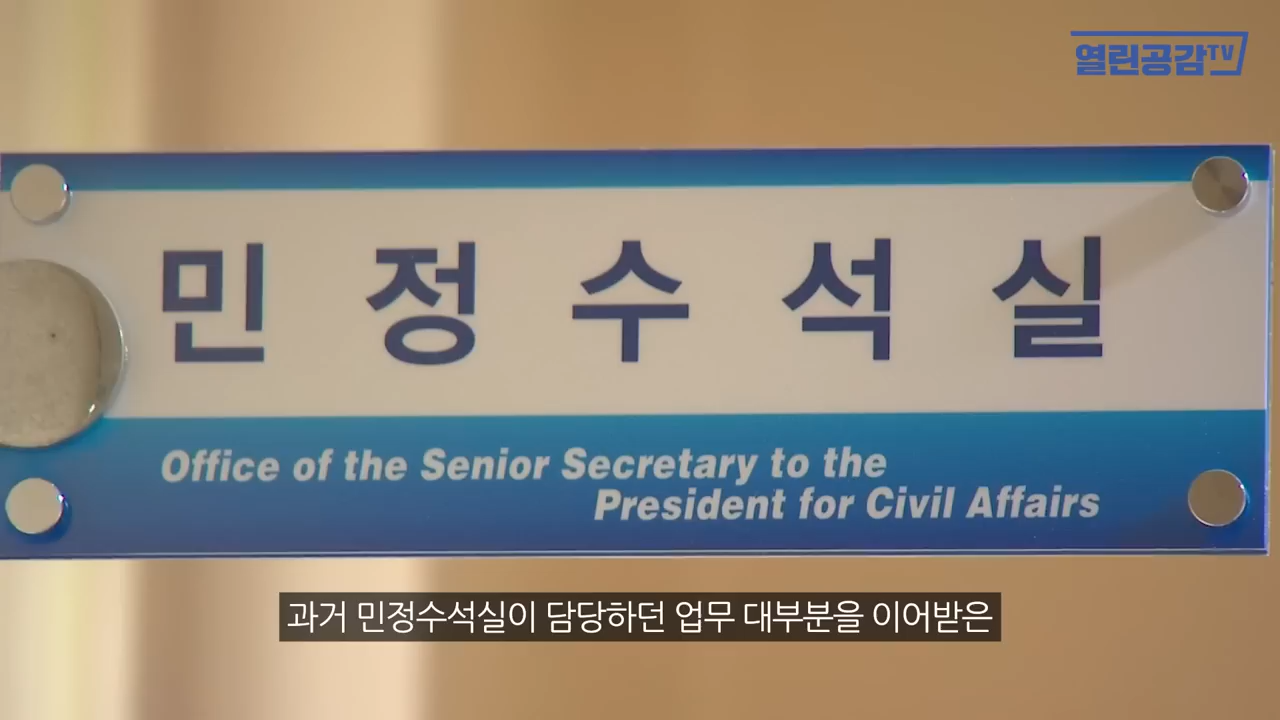 열린공감TV
민정수석실
Office of the Senior Secretary to the
President for Civil Affairs
과거 민정수석실이 담당하던 업무 대부분을 이어받은